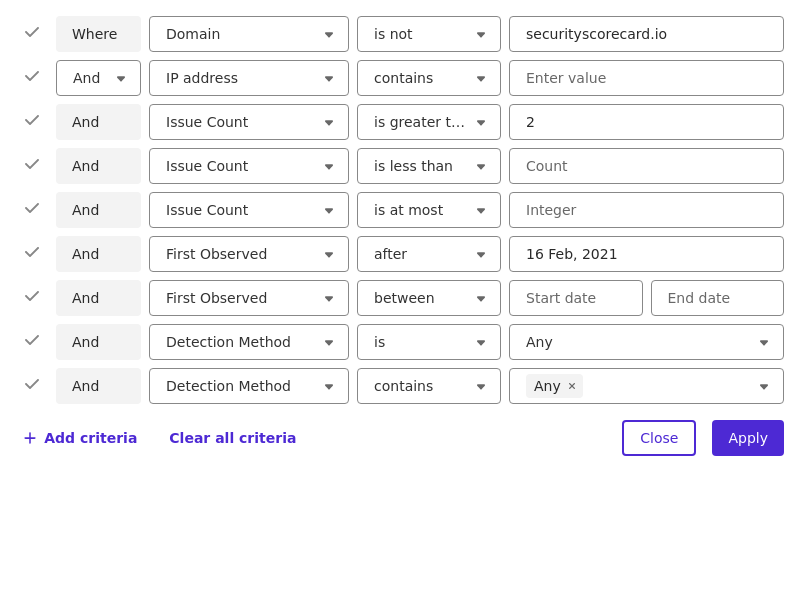 Where Domain is not securityscorecard.io
And IP address contains Enter value
And Issue Count is greater t... 2
And Issue Count is less than Count
And Issue Count is at most Integer
And First Observed after 16 Feb, 2021
And First Observed between Start date End date
And Detection Method is Any
And Detection Method contains Any ×
+ Add criteria Clear all criteria Close Apply